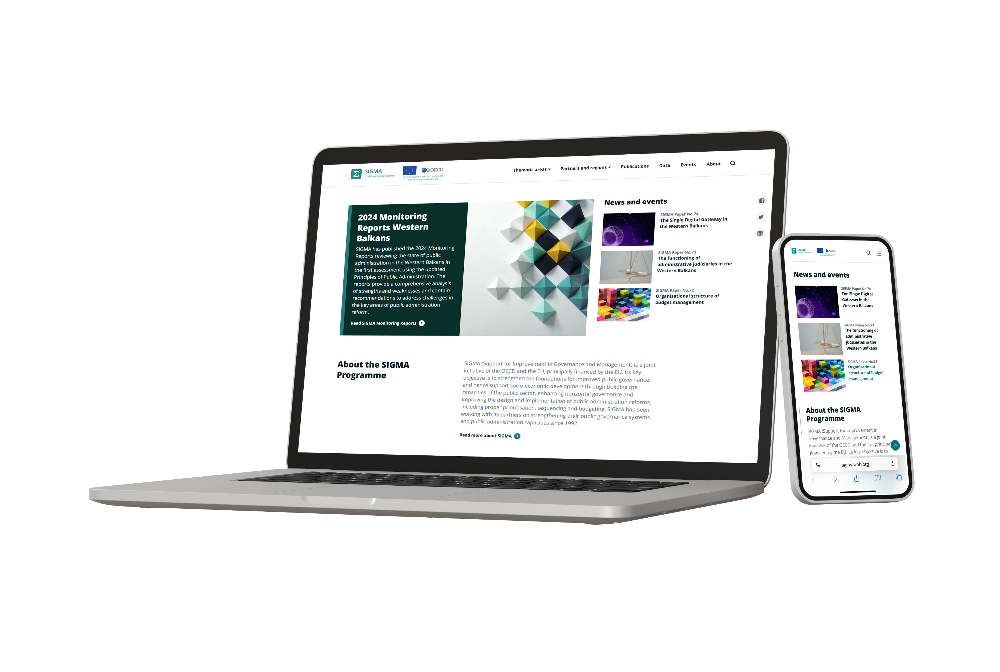 SIGMA
Creating Change Together
OECD
A joint initiative of the OECD and the EU,
principally financed by the EU
Thematic areas
Partners and regions
Publications
Data
Events
About
2024 Monitoring
Reports Western
Balkans
SIGMA has published the 2024 Monitoring
Reports reviewing the state of public
administration in the Western Balkans in
the first assessment using the updated
Principles of Public Administration. The
reports provide a comprehensive analysis
of strengths and weaknesses and contain
recommendations to address challenges in
the key areas of public administration
reform.
Read SIGMA Monitoring Reports
News and events
SIGMA Paper No.74
The Single Digital Gateway in
the Western Balkans
SIGMA Paper No.73
The functioning of
administrative judiciaries in the
Western Balkans
SIGMA Paper No.72
Organisational structure of
budget management
About the SIGMA
Programme
SIGMA (Support for Improvement in Governance and Management) is a joint
initiative of the OECD and the EU, principally financed by the EU. Its key
objective is to strengthen the foundations for improved public governance,
and hence support socio-economic development through building the
capacities of the public sector, enhancing horizontal governance and
improving the design and implementation of public administration reforms,
including proper prioritisation, sequencing and budgeting. SIGMA has been
working with its partners on strengthening their public governance systems
and public administration capacities since 1992.
Read more about SIGMA
SIGMA
Creating Change Together
OECD
News and events
SIGMA Paper No.74
The Single Digital
Gateway in the
Western Balkans
SIGMA Paper No.73
The functioning of
administrative
judiciaries in the
Western Balkans
SIGMA Paper No.72
Organisational
structure of budget
management
About the SIGMA
Programme
SIGMA (Support for Improvement in
Governance and Management) is a joint
initiative of the OECD and the EU, principa
financed by the EU. Its key objective is to
sigmaweb.org